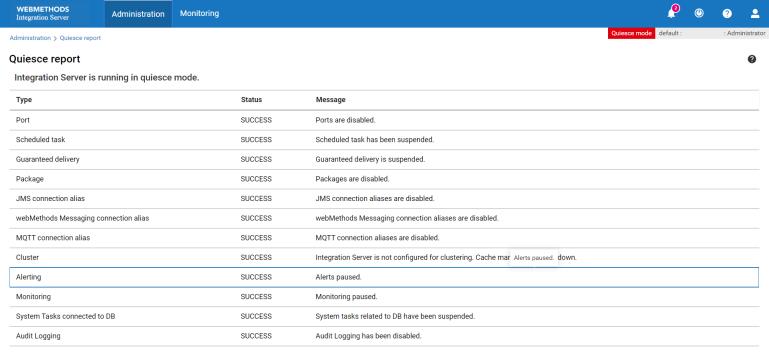 WEBMETHODS
Integration Server
Administration Monitoring
3
?
Quiesce mode default : : Administrator
Administration > Quiesce report
Quiesce report
?
Integration Server is running in quiesce mode.
Type Status Message
Port SUCCESS Ports are disabled.
Scheduled task SUCCESS Scheduled task has been suspended.
Guaranteed delivery SUCCESS Guaranteed delivery is suspended.
Package SUCCESS Packages are disabled.
JMS connection alias SUCCESS JMS connection aliases are disabled.
webMethods Messaging connection alias SUCCESS webMethods Messaging connection aliases are disabled.
MQTT connection alias SUCCESS MQTT connection aliases are disabled.
Cluster SUCCESS Integration Server is not configured for clustering. Cache mar Alerts paused. down.
Alerting SUCCESS Alerts paused.
Monitoring SUCCESS Monitoring paused.
System Tasks connected to DB SUCCESS System tasks related to DB have been suspended.
Audit Logging SUCCESS Audit Logging has been disabled.